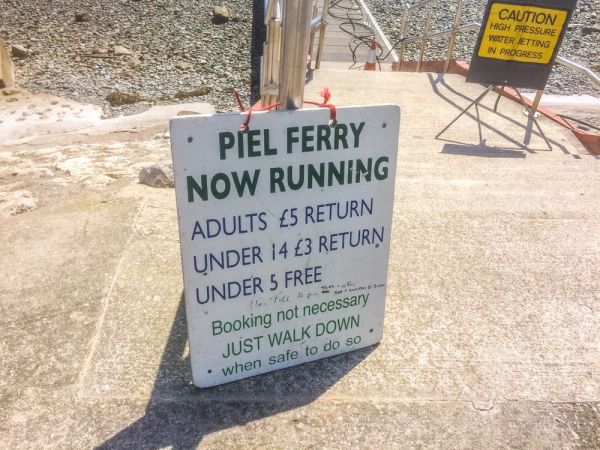 CAUTION
HIGH PRESSURE
WATER JETTING
IN PROGRESS
PIEL FERRY
NOW RUNNING
ADULTS £5 RETURN
UNDER 14 £3 RETURN
UNDER 5 FREE
Booking not necessary
JUST WALK DOWN
when safe to do so